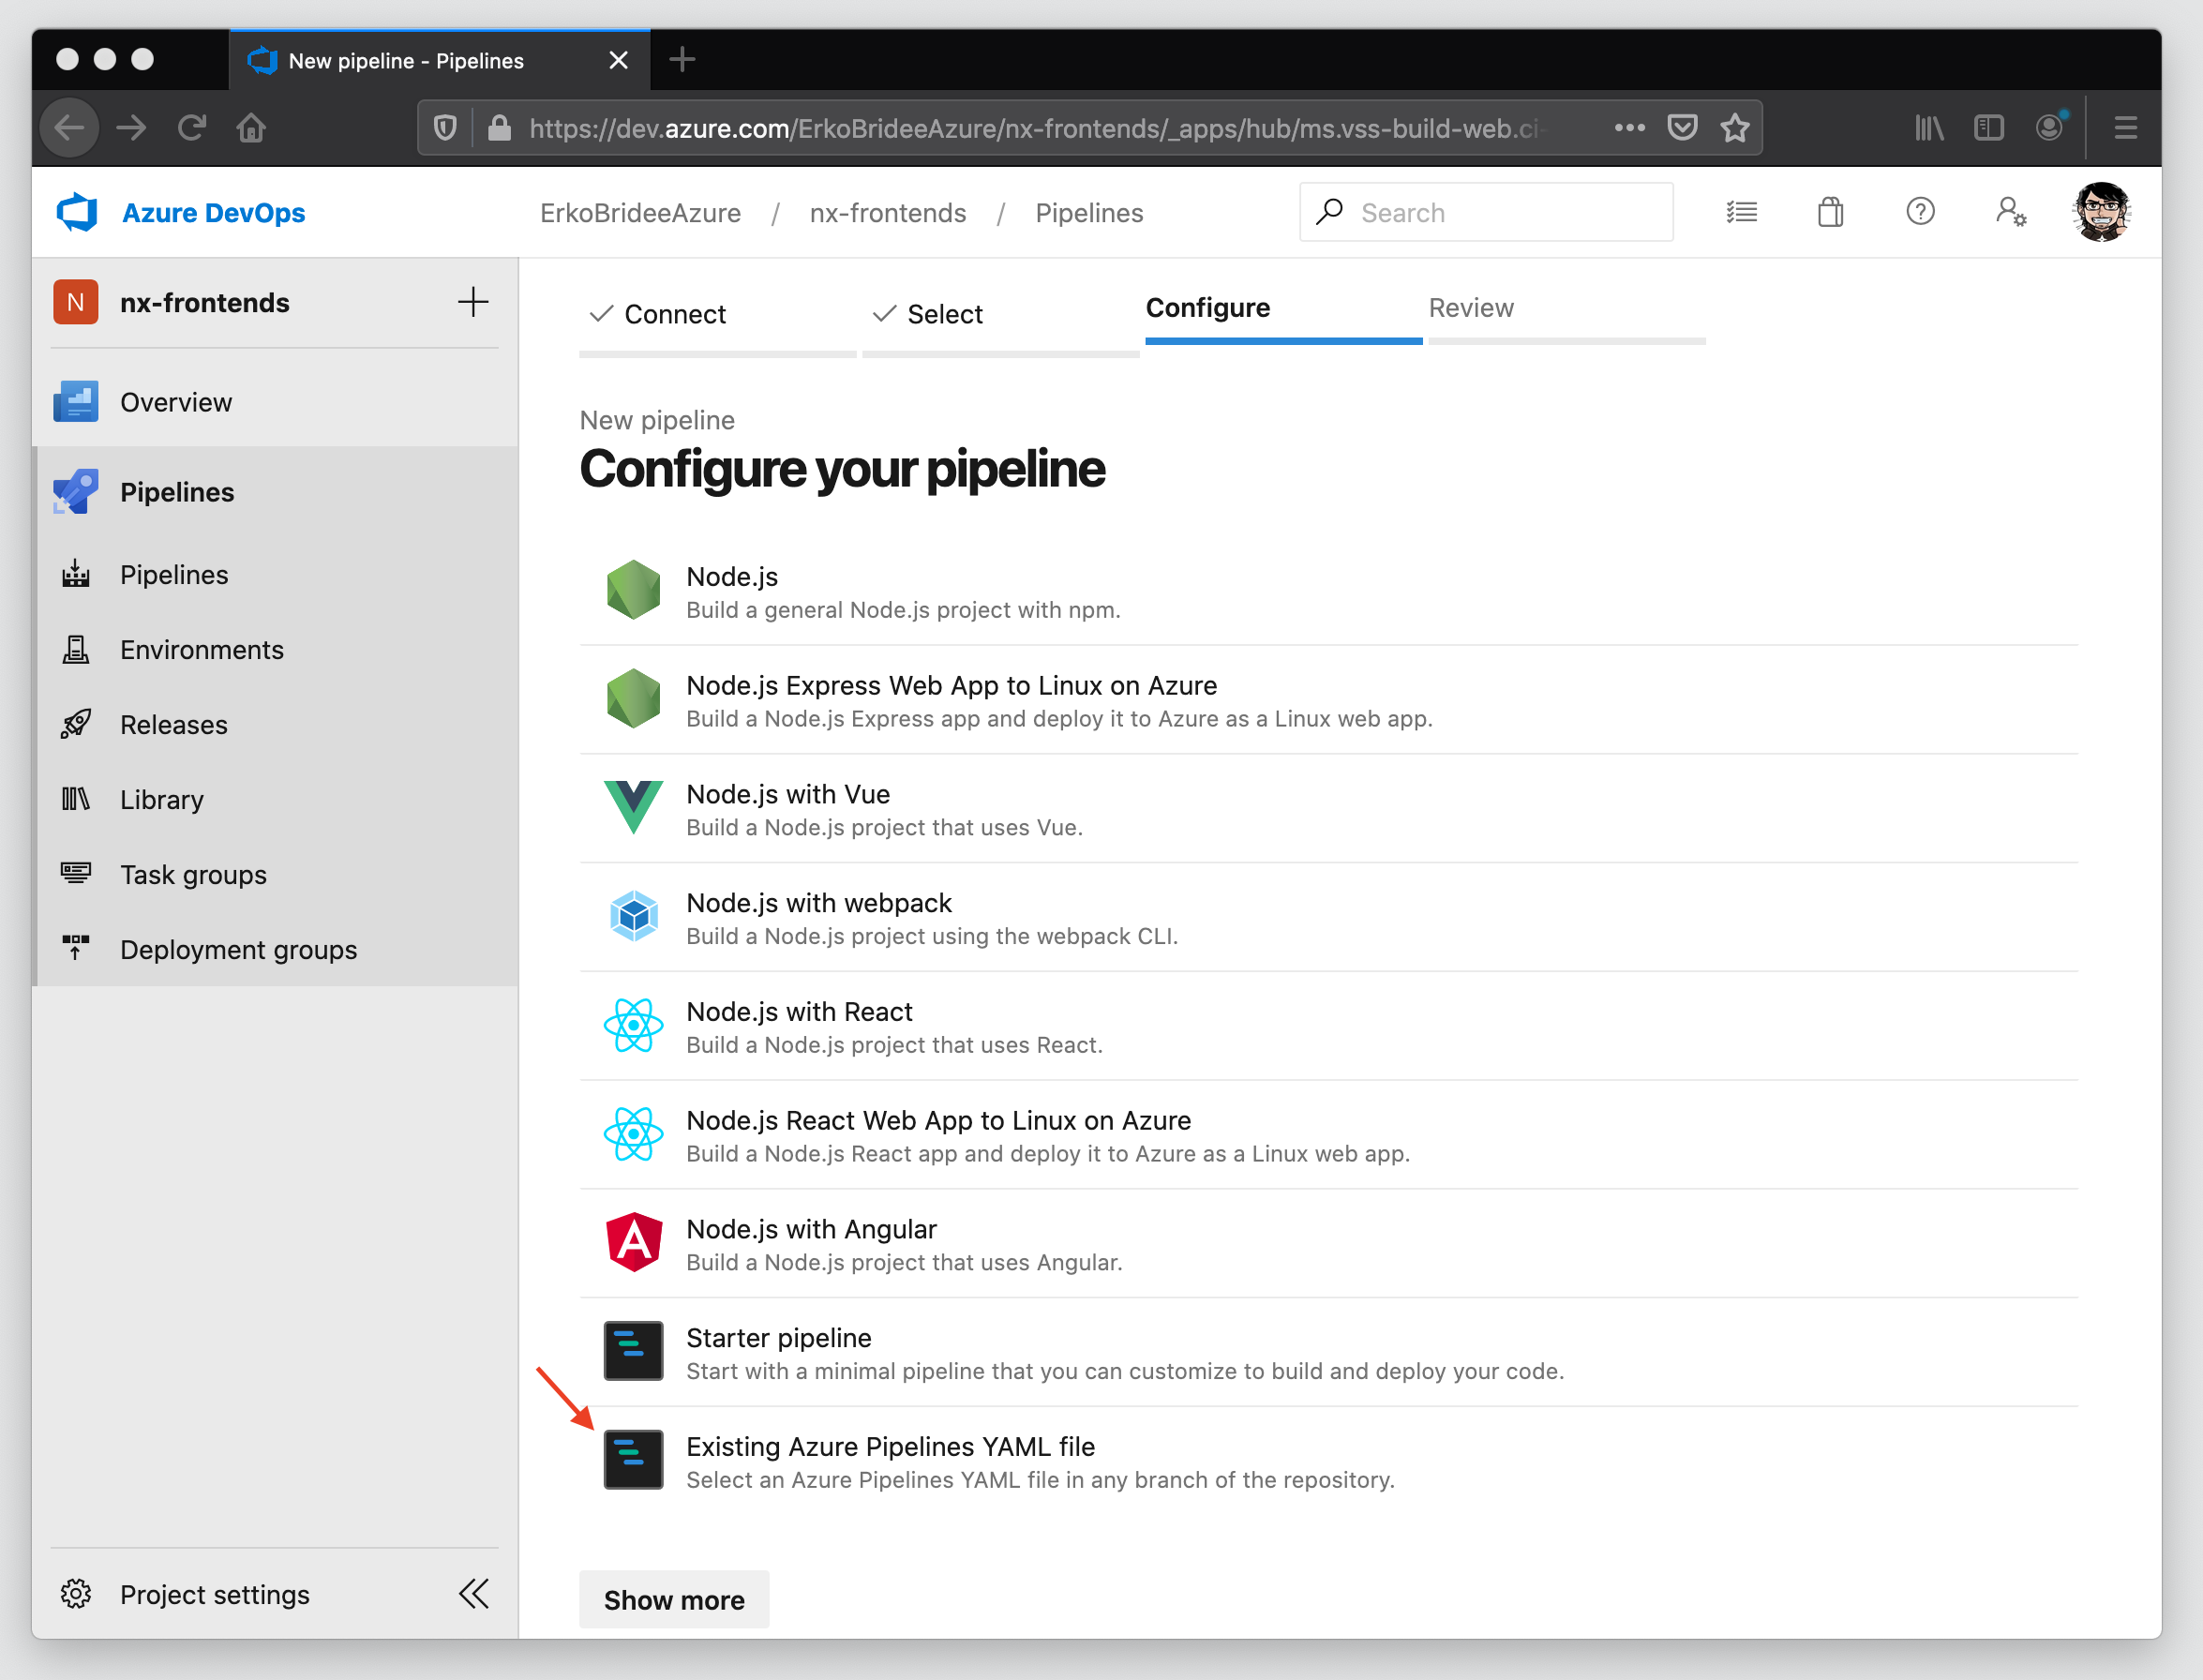 New pipeline - Pipelines
https://dev.azure.com/ErkoBrideeAzure/nx-frontends/_apps/hub/ms.vss-build-web.ci-
Azure DevOps
ErkoBrideeAzure / nx-frontends / Pipelines
Search
N nx-frontends
Overview
Pipelines
Pipelines
Environments
Releases
Library
Task groups
Deployment groups
Project settings
Connect
Select
Configure
Review
New pipeline
Configure your pipeline
Node.js
Build a general Node.js project with npm.
Node.js Express Web App to Linux on Azure
Build a Node.js Express app and deploy it to Azure as a Linux web app.
Node.js with Vue
Build a Node.js project that uses Vue.
Node.js with webpack
Build a Node.js project using the webpack CLI.
Node.js with React
Build a Node.js project that uses React.
Node.js React Web App to Linux on Azure
Build a Node.js React app and deploy it to Azure as a Linux web app.
Node.js with Angular
Build a Node.js project that uses Angular.
Starter pipeline
Start with a minimal pipeline that you can customize to build and deploy your code.
Existing Azure Pipelines YAML file
Select an Azure Pipelines YAML file in any branch of the repository.
Show more